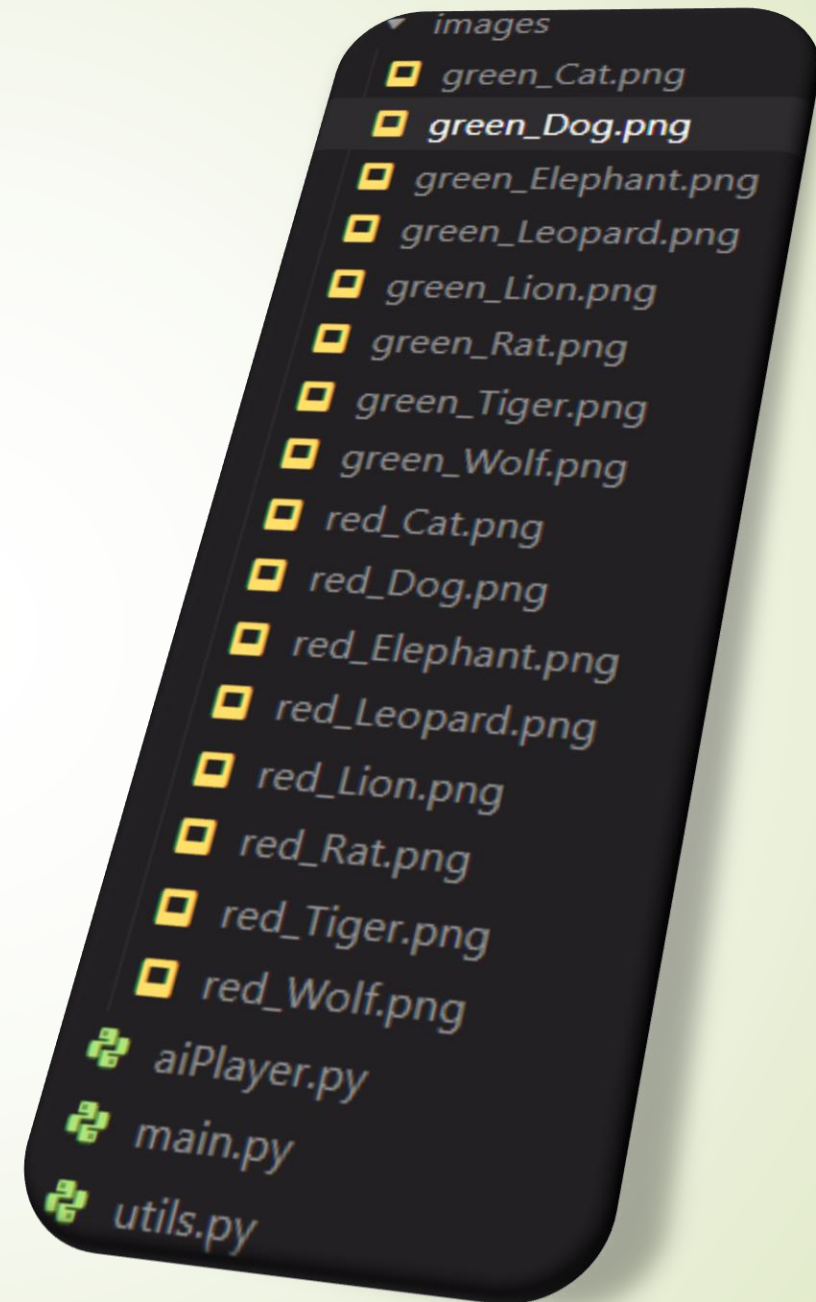 images
green_Cat.png
green_Dog.png
green_Elephant.png
green_Leopard.png
green_Lion.png
green_Rat.png
green_Tiger.png
green_Wolf.png
red_Cat.png
red_Dog.png
red_Elephant.png
red_Leopard.png
red_Lion.png
red_Rat.png
red_Tiger.png
red_Wolf.png
aiPlayer.py
main.py
utils.py